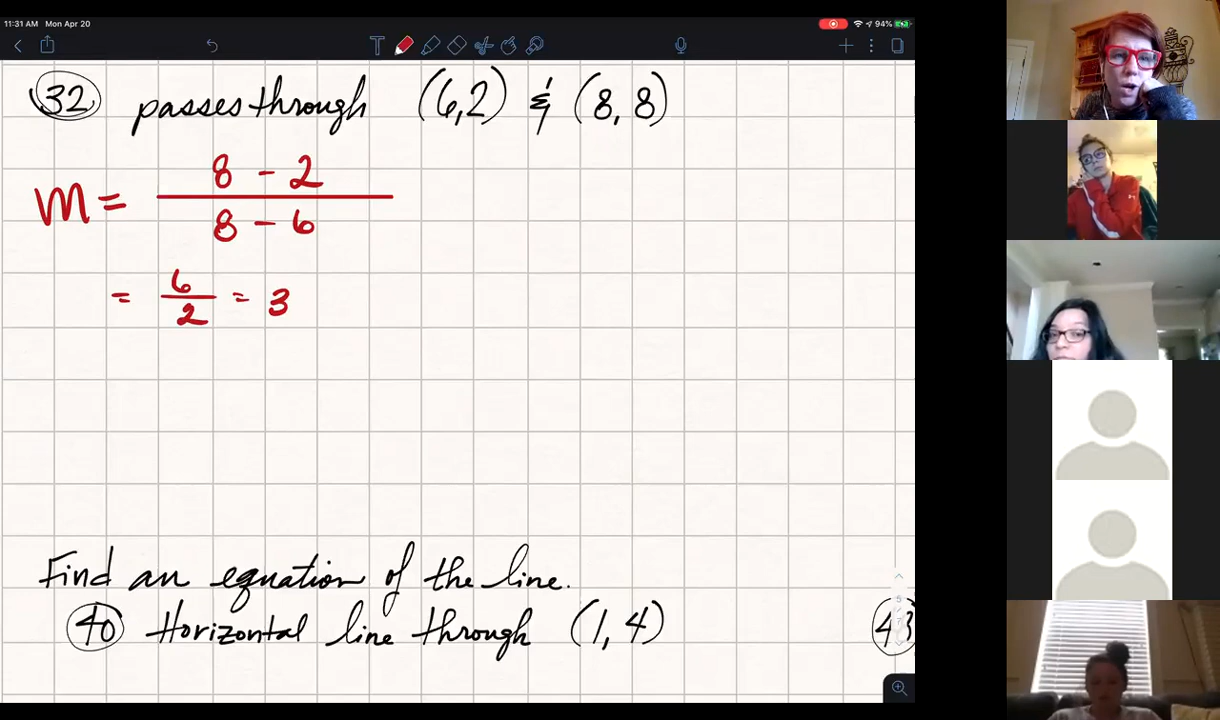 11:31 AM Mon Apr 20
94%
32 passes through (6,2) & (8,8)
m = 8 - 2
8 - 6
= 6/2 = 3
Find an equation of the line.
40 Horizontal line through (1,4)